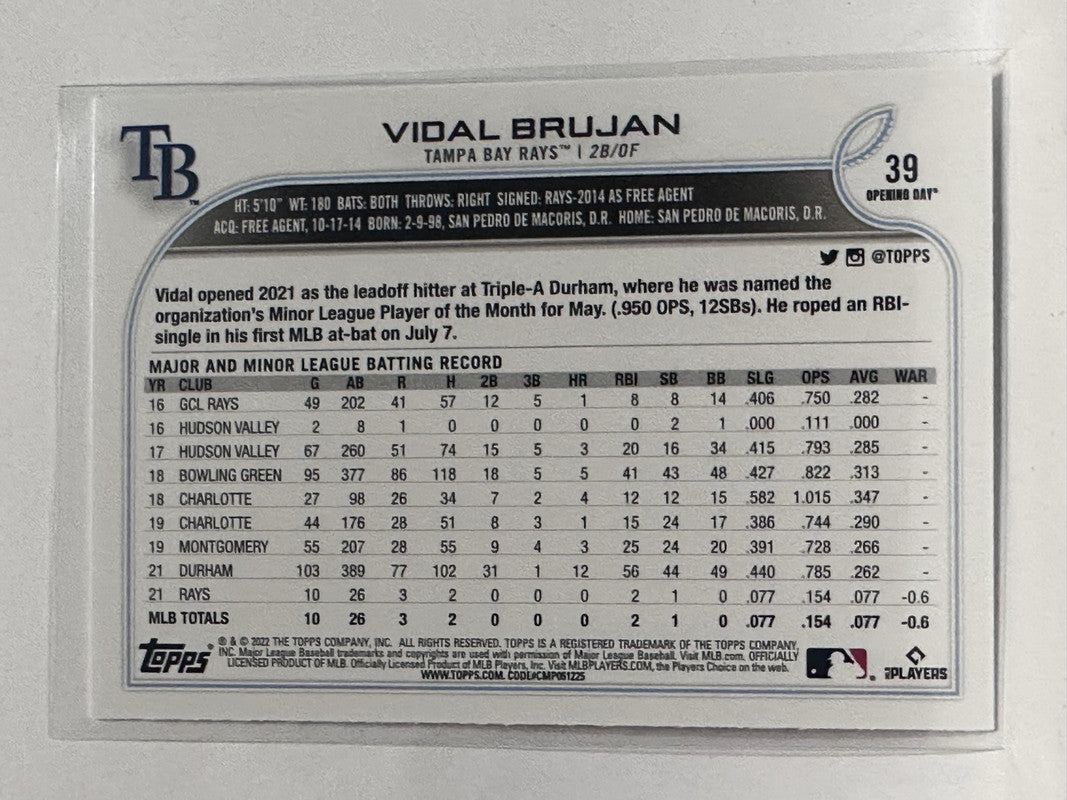 TB™
VIDAL BRUJAN
TAMPA BAY RAYS™ | 2B/OF
39
OPENING DAY®
HT: 5'10" WT: 180 BATS: BOTH THROWS: RIGHT SIGNED: RAYS-2014 AS FREE AGENT
ACQ: FREE AGENT, 10-17-14 BORN: 2-9-98, SAN PEDRO DE MACORIS, D.R. HOME: SAN PEDRO DE MACORIS, D.R.
@TOPPS
Vidal opened 2021 as the leadoff hitter at Triple-A Durham, where he was named the
organization's Minor League Player of the Month for May. (.950 OPS, 12SBs). He roped an RBI-
single in his first MLB at-bat on July 7.
MAJOR AND MINOR LEAGUE BATTING RECORD
YR CLUB G AB R H 2B 3B HR RBI SB BB SLG OPS AVG WAR
16 GCL RAYS 49 202 41 57 12 5 1 8 8 14 .406 .750 .282 -
16 HUDSON VALLEY 2 8 1 0 0 0 0 0 2 1 .000 .111 .000 -
17 HUDSON VALLEY 67 260 51 74 15 5 3 20 16 34 .415 .793 .285 -
18 BOWLING GREEN 95 377 86 118 18 5 5 41 43 48 .427 .822 .313 -
18 CHARLOTTE 27 98 26 34 7 2 4 12 12 15 .582 1.015 .347 -
19 CHARLOTTE 44 176 28 51 8 3 1 15 24 17 .386 .744 .290 -
19 MONTGOMERY 55 207 28 55 9 4 3 25 24 20 .391 .728 .266 -
21 DURHAM 103 389 77 102 31 1 12 56 44 49 .440 .785 .262 -
21 RAYS 10 26 3 2 0 0 0 2 1 0 .077 .154 .077 -0.6
MLB TOTALS 10 26 3 2 0 0 0 2 1 0 .077 .154 .077 -0.6
Topps®
® & © 2022 THE TOPPS COMPANY, INC. ALL RIGHTS RESERVED. TOPPS IS A REGISTERED TRADEMARK OF THE TOPPS COMPANY,
INC. Major League Baseball trademarks and copyrights are used with permission of Major League Baseball. Visit MLB.com. OFFICIALLY
LICENSED PRODUCT OF MLB. Officially Licensed Product of MLB Players, Inc. Visit MLBPLAYERS.COM, the Players Choice on the web.
WWW.TOPPS.COM. CODE#CMP061225
MLB PLAYERS